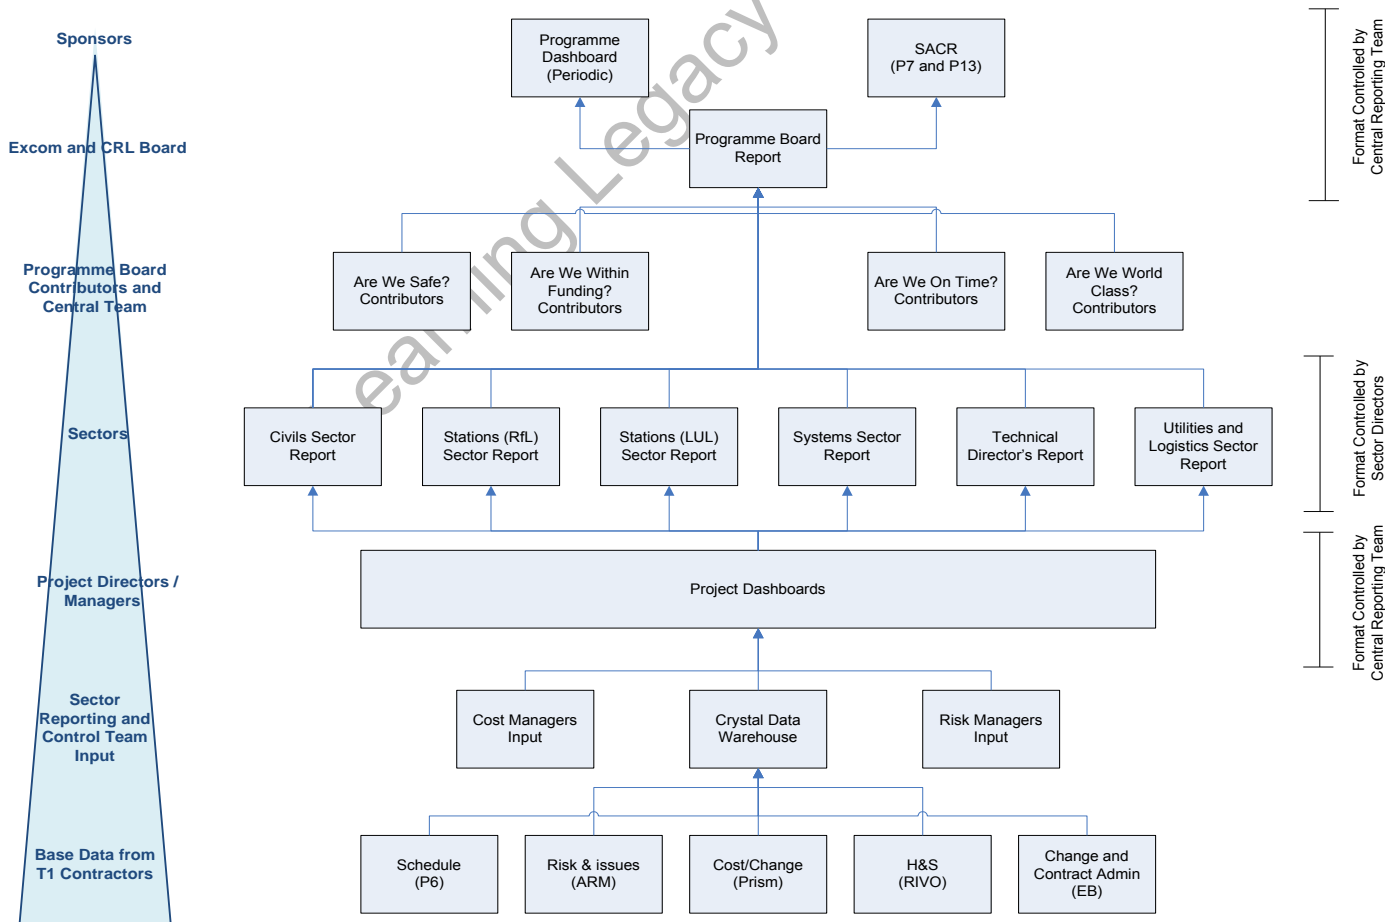 Sponsors
Programme
Dashboard
(Periodic)
SACR
(P7 and P13)
Format Controlled by
Central Reporting Team
Excom and CRL Board
Programme Board
Report
Programme Board
Contributors and
Central Team
Are We Safe?
Contributors
Are We Within
Funding?
Contributors
Are We On Time?
Contributors
Are We World
Class?
Contributors
earning Legacy
Sectors
Civils Sector
Report
Stations (RfL)
Sector Report
Stations (LUL)
Sector Report
Systems Sector
Report
Technical
Director's Report
Utilities and
Logistics Sector
Report
Format Controlled by
Sector Directors
Project Directors /
Managers
Project Dashboards
Format Controlled by
Central Reporting Team
Sector
Reporting and
Control Team
Input
Cost Managers
Input
Crystal Data
Warehouse
Risk Managers
Input
Base Data from
T1 Contractors
Schedule
(P6)
Risk & issues
(ARM)
Cost/Change
(Prism)
H&S
(RIVO)
Change and
Contract Admin
(EB)